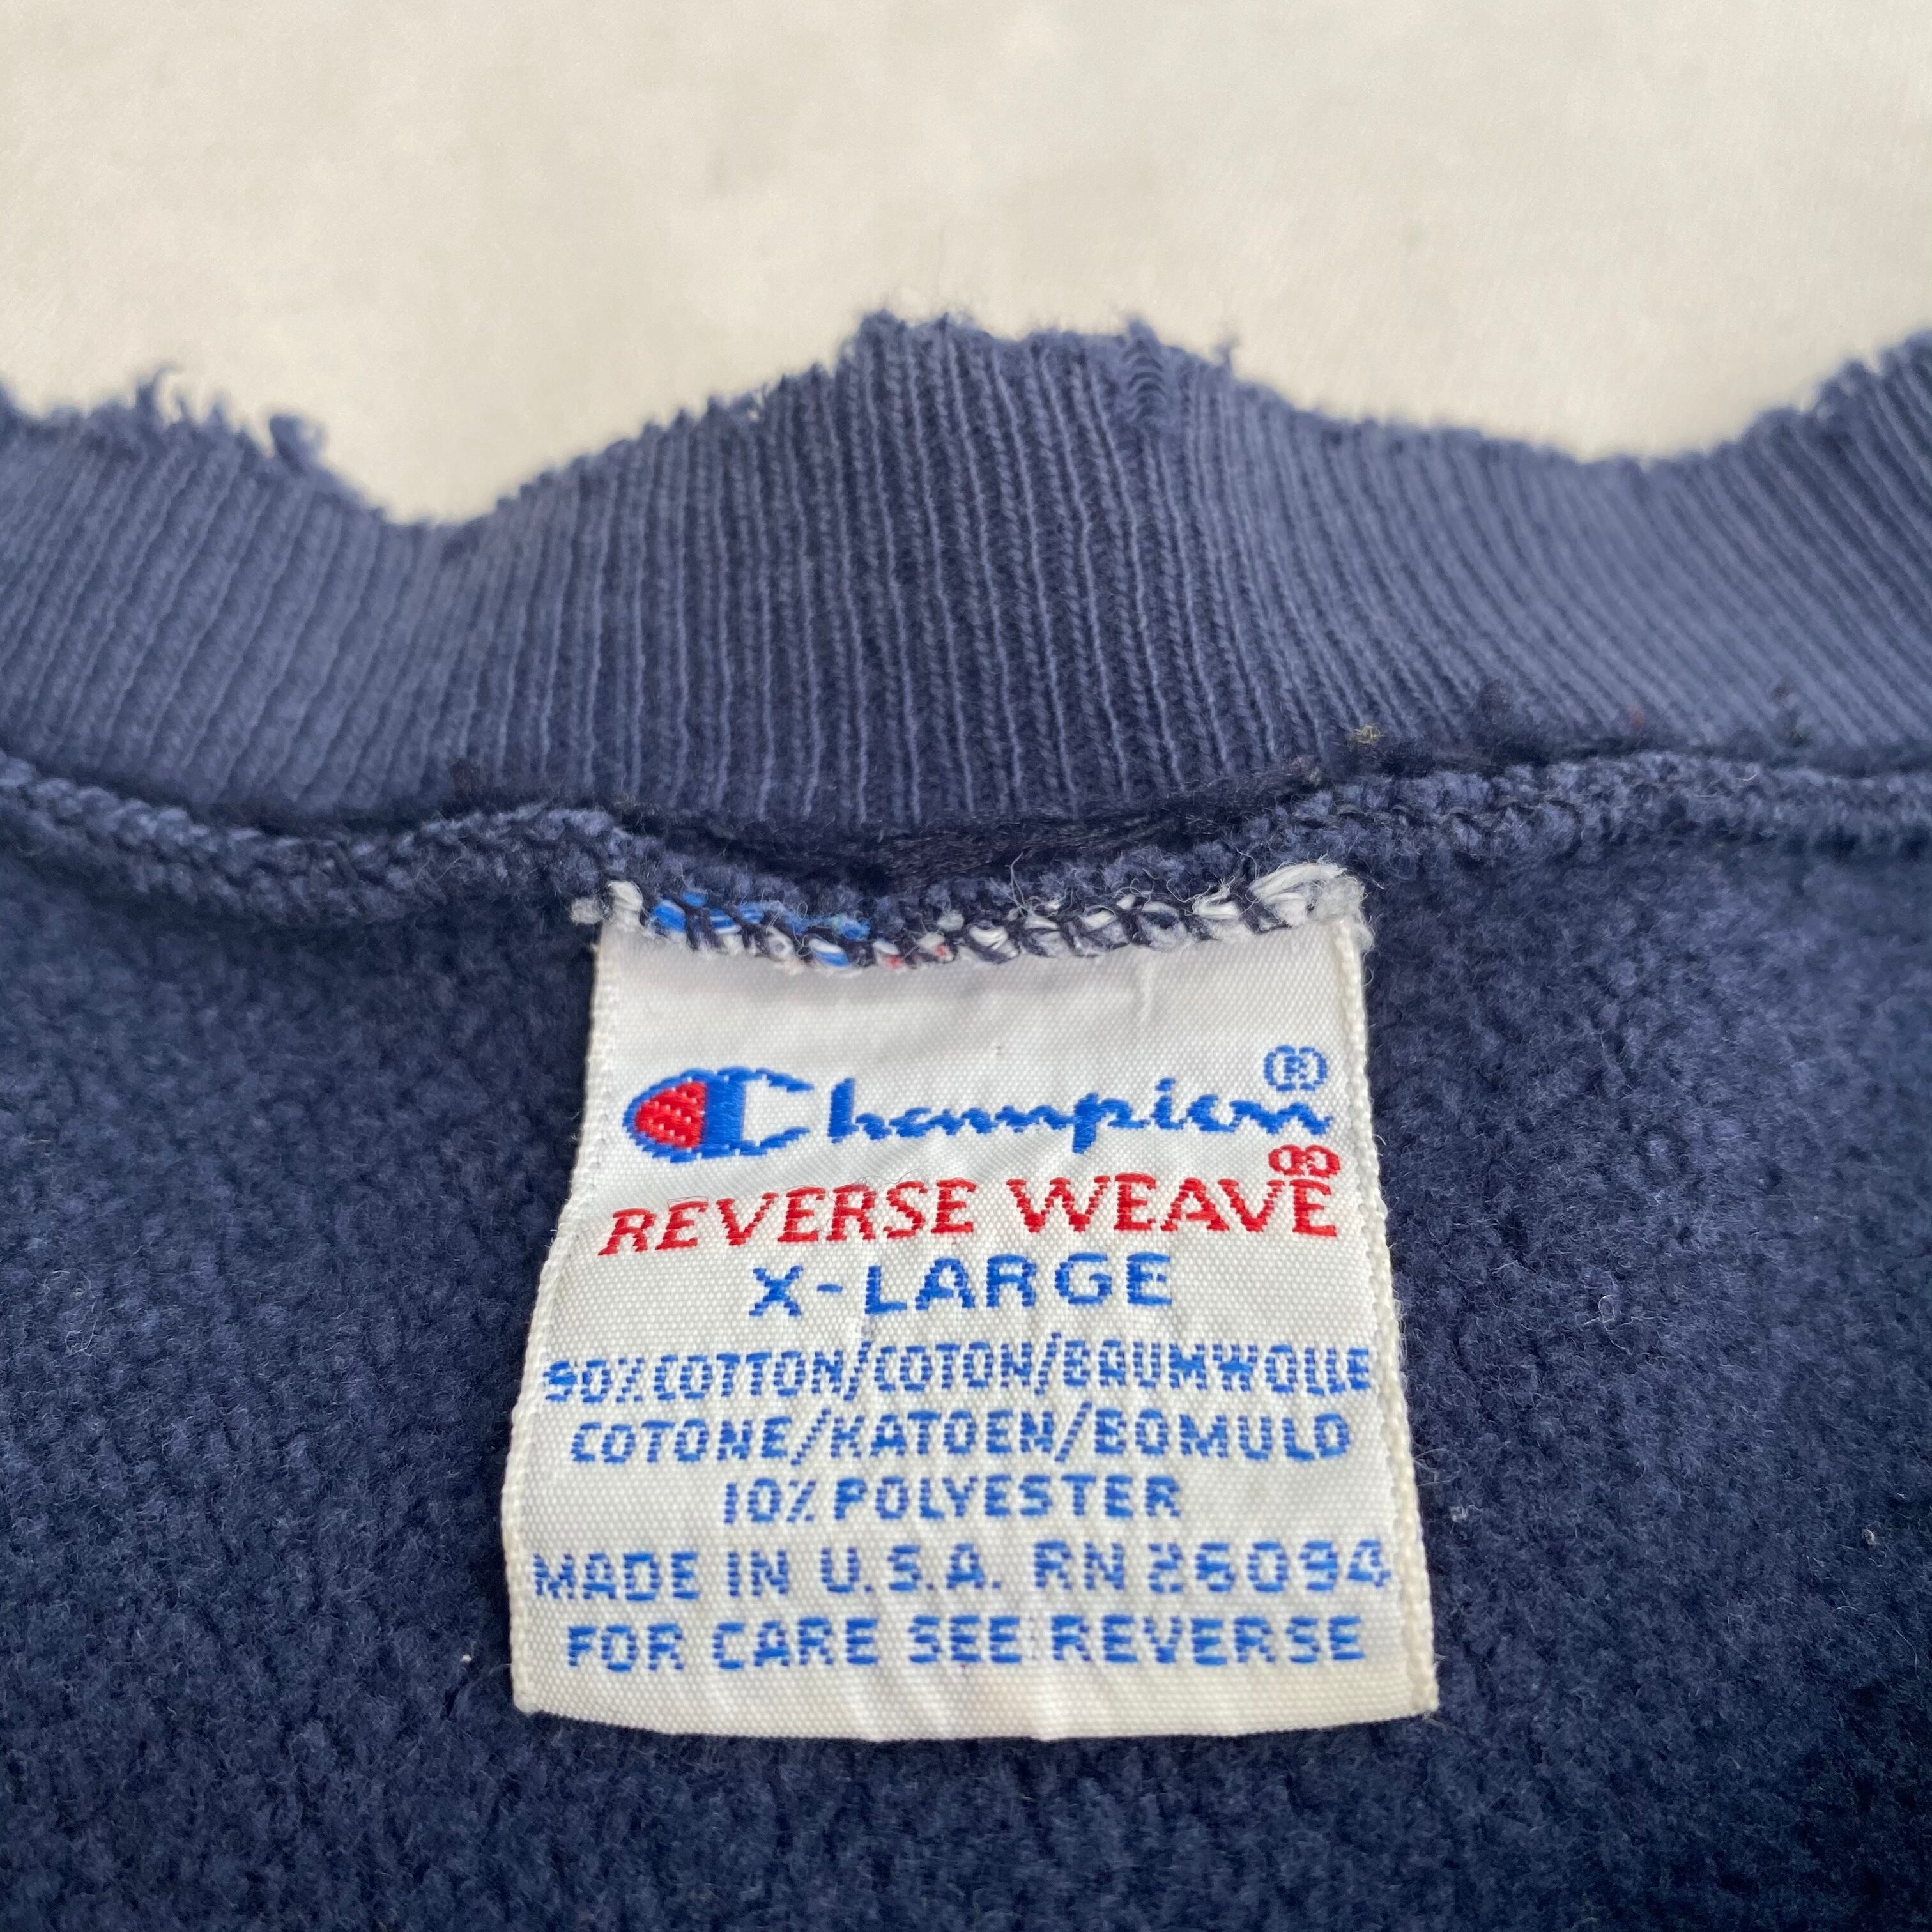 Champion®
REVERSE WEAVE®
X-LARGE
90% COTTON/COTON/BAUMWOLLE
COTONE/KATOEN/BOMULD
10% POLYESTER
MADE IN U.S.A. RN 26094
FOR CARE SEE REVERSE